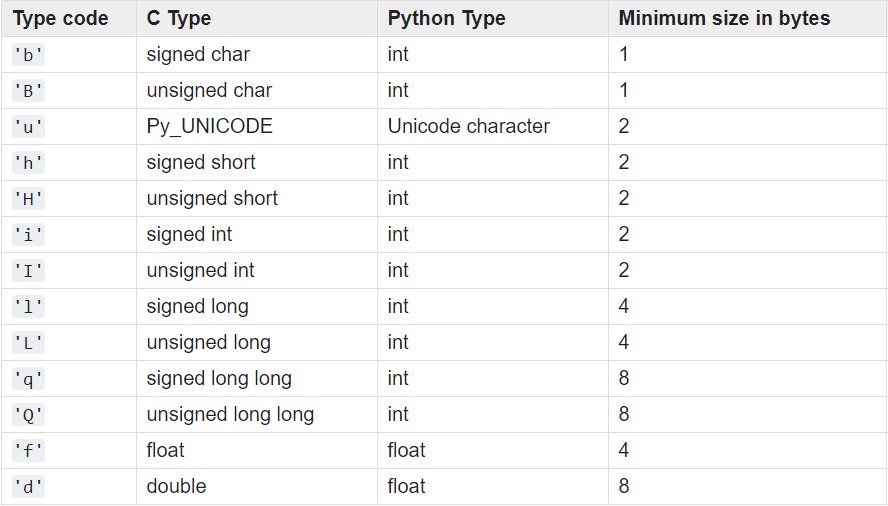 Type code C Type Python Type Minimum size in bytes
'b' signed char int 1
'B' unsigned char int 1
'u' Py_UNICODE Unicode character 2
'h' signed short int 2
'H' unsigned short int 2
'i' signed int int 2
'I' unsigned int int 2
'l' signed long int 4
'L' unsigned long int 4
'q' signed long long int 8
'Q' unsigned long long int 8
'f' float float 4
'd' double float 8